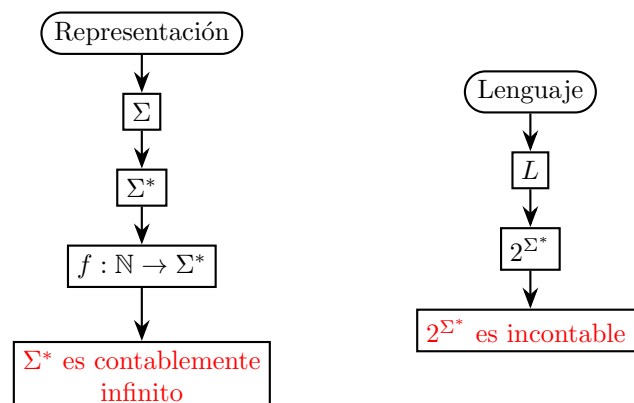 Representación
Σ
Σ*
f : ℕ → Σ*
Σ* es contablemente
infinito
Lenguaje
L
2^{Σ*}
2^{Σ*} es incontable